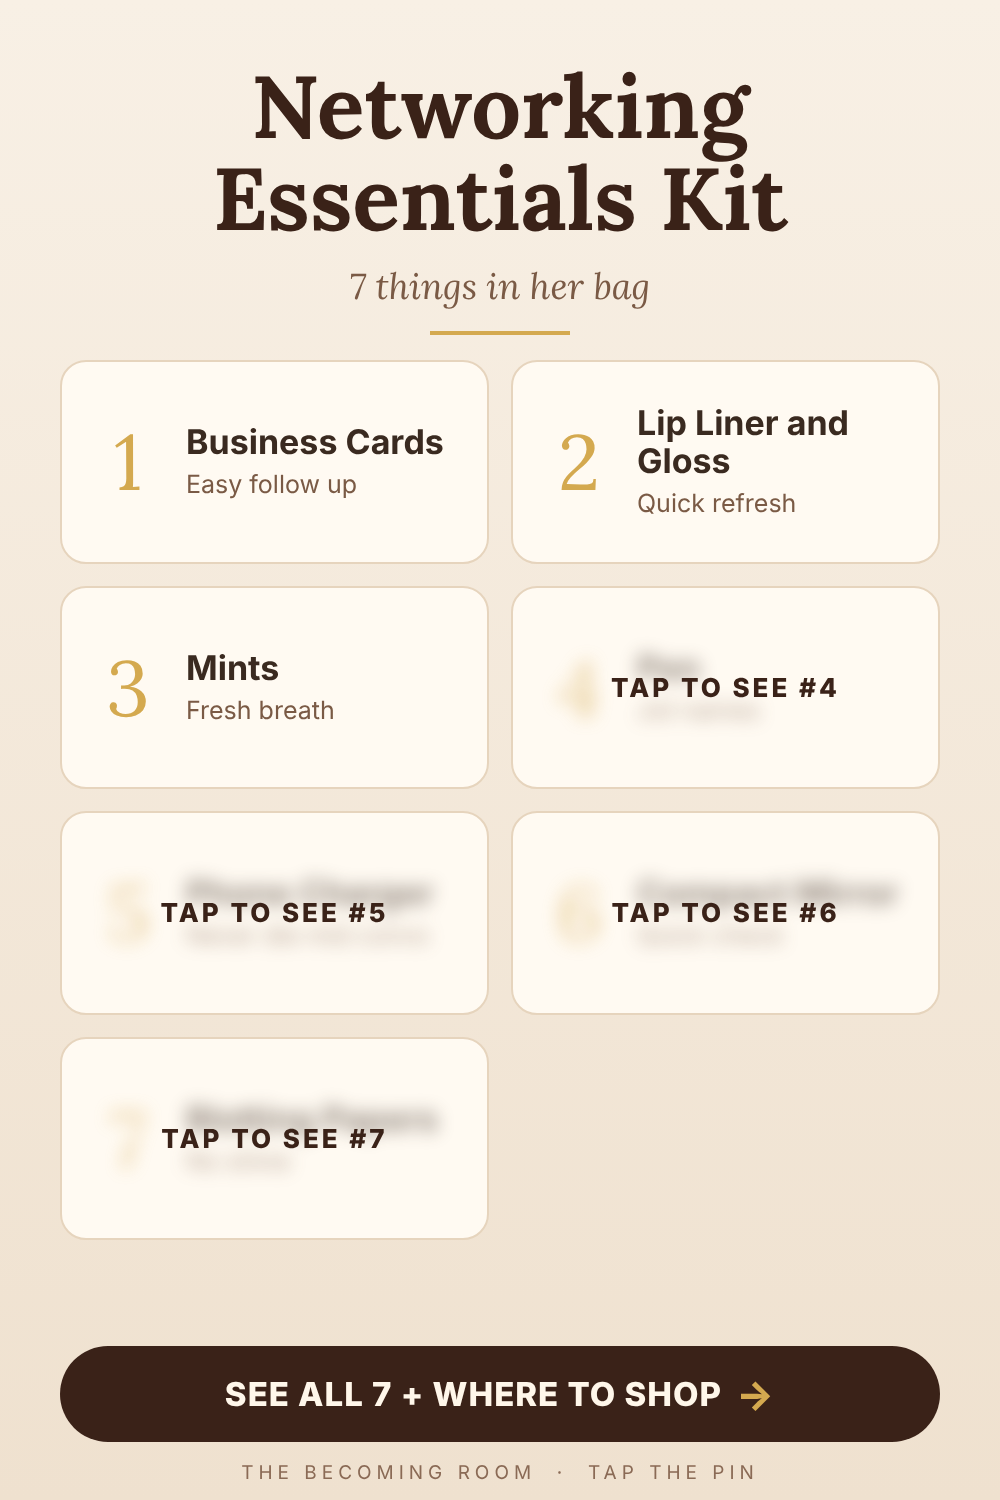 Networking
Essentials Kit
7 things in her bag
1
Business Cards
Easy follow up
2
Lip Liner and
Gloss
Quick refresh
3
Mints
Fresh breath
TAP TO SEE #4
TAP TO SEE #5
TAP TO SEE #6
TAP TO SEE #7
SEE ALL 7 + WHERE TO SHOP →
THE BECOMING ROOM · TAP THE PIN